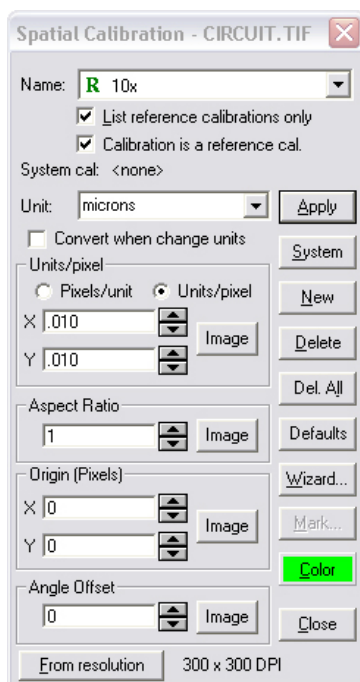 Spatial Calibration - CIRCUIT.TIF
Name: R 10x
List reference calibrations only
Calibration is a reference cal.
System cal: <none>
Unit: microns Apply
Convert when change units
System
Units/pixel
Pixels/unit Units/pixel New
X .010
Image
Y .010
Delete
Del. All
Aspect Ratio
1 Image Defaults
Origin (Pixels)
Wizard...
X 0
Image Mark...
Y 0
Color
Angle Offset
0 Image Close
From resolution 300 x 300 DPI